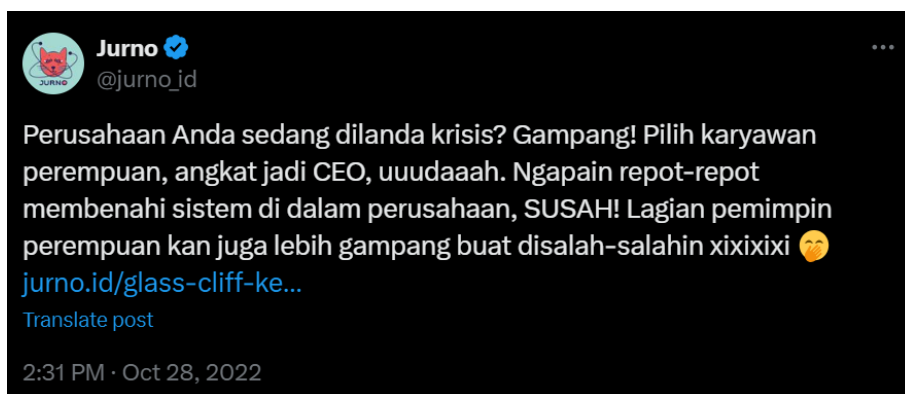 Jurno
@jurno_id
JURNO
Perusahaan Anda sedang dilanda krisis? Gampang! Pilih karyawan
perempuan, angkat jadi CEO, uuudaaah. Ngapain repot-repot
membenahi sistem di dalam perusahaan, SUSAH! Lagian pemimpin
perempuan kan juga lebih gampang buat disalah-salahin xixixixi 🤭
jurno.id/glass-cliff-ke...
Translate post
2:31 PM · Oct 28, 2022